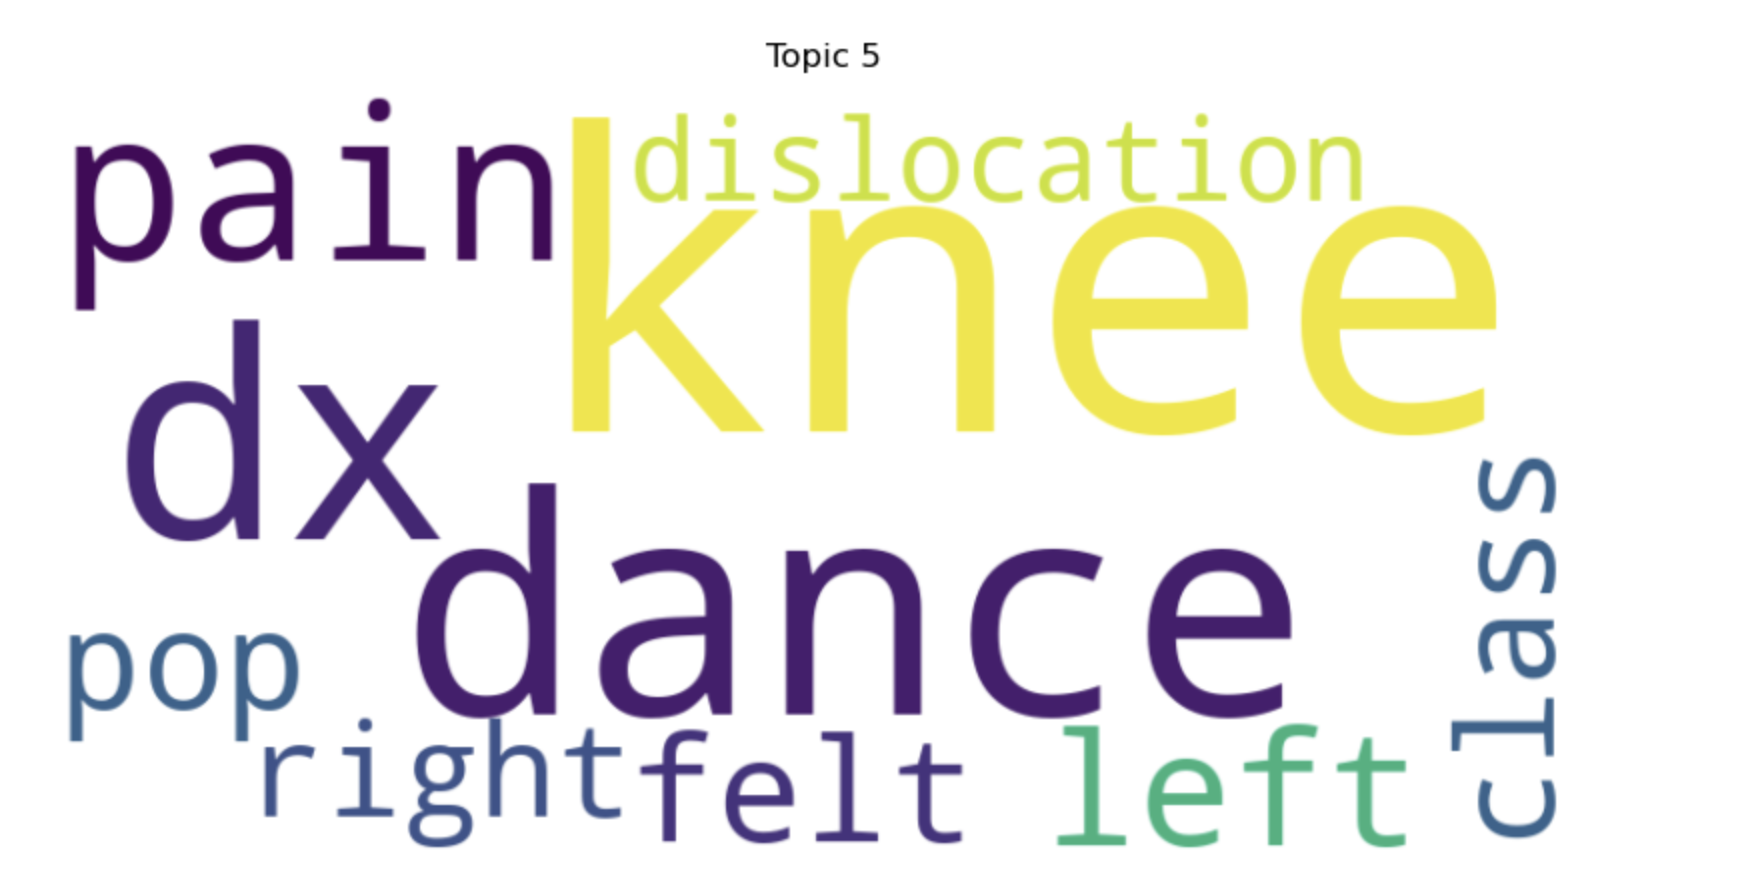 Topic 5
pain
dislocation
knee
dx
dance
class
pop
right
felt
left